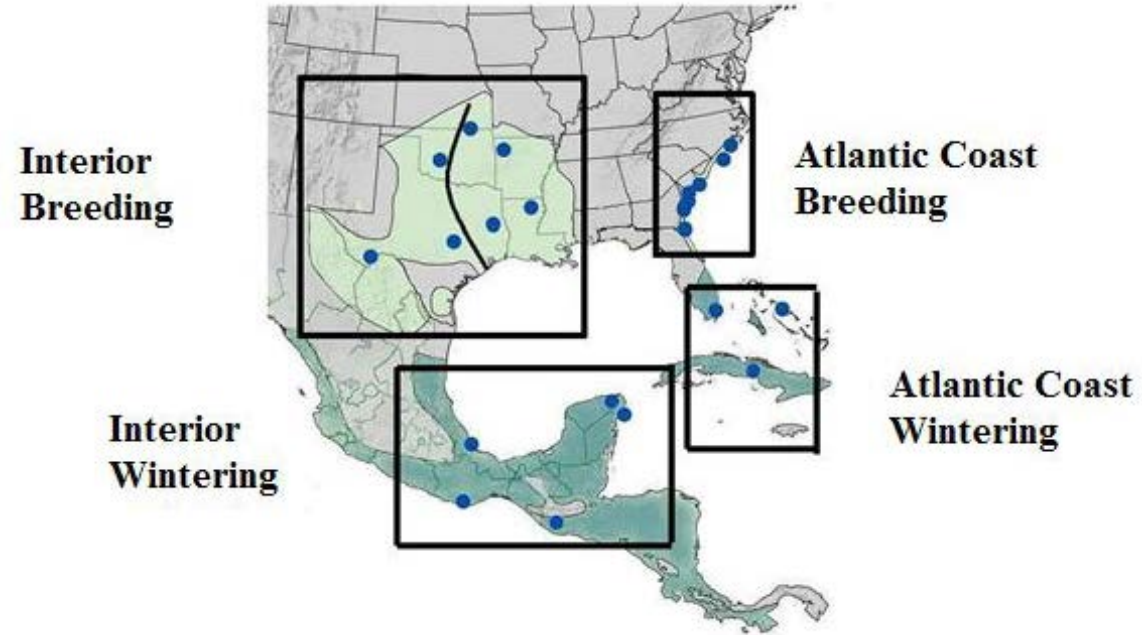 Interior
Breeding
Atlantic Coast
Breeding
Interior
Wintering
Atlantic Coast
Wintering